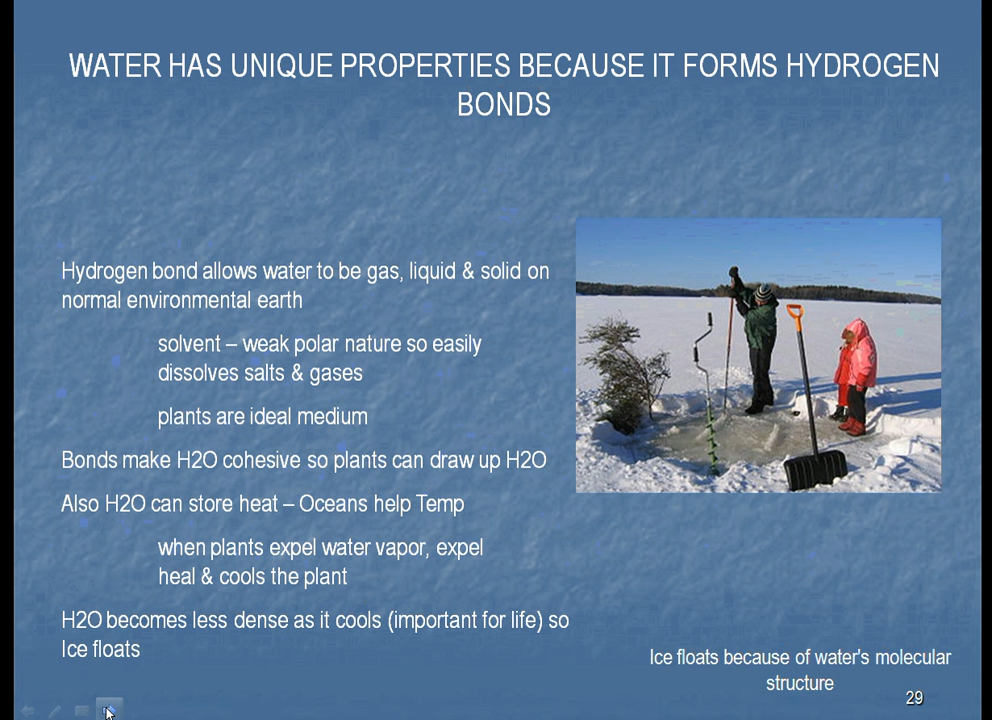 WATER HAS UNIQUE PROPERTIES BECAUSE IT FORMS HYDROGEN
BONDS
Hydrogen bond allows water to be gas, liquid & solid on
normal environmental earth
solvent – weak polar nature so easily
dissolves salts & gases
plants are ideal medium
Bonds make H2O cohesive so plants can draw up H2O
Also H2O can store heat – Oceans help Temp
when plants expel water vapor, expel
heal & cools the plant
H2O becomes less dense as it cools (important for life) so
Ice floats
Ice floats because of water's molecular
structure
29